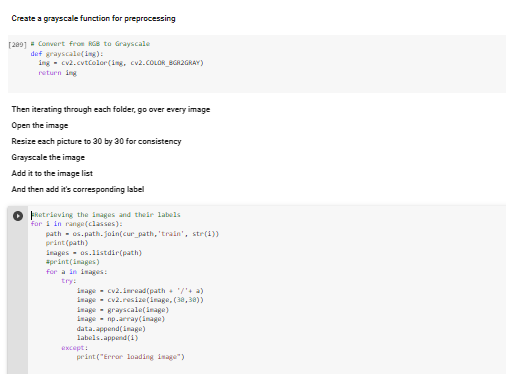 Create a grayscale function for preprocessing
[209] # Convert from RGB to Grayscale
def grayscale(img):
img = cv2.cvtColor(img, cv2.COLOR_BGR2GRAY)
return img
Then iterating through each folder, go over every image
Open the image
Resize each picture to 30 by 30 for consistency
Grayscale the image
Add it to the image list
And then add it's corresponding label
#Retrieving the images and their labels
for i in range(classes):
path = os.path.join(cur_path,'train', str(i))
print(path)
images = os.listdir(path)
#print(images)
for a in images:
try:
image = cv2.imread(path + '/'+ a)
image = cv2.resize(image,(30,30))
image = grayscale(image)
image = np.array(image)
data.append(image)
labels.append(i)
except:
print("Error loading image")